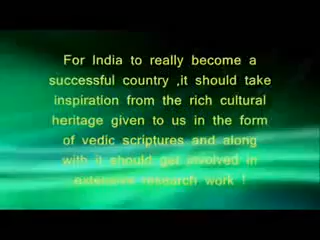 For India to really become a
successful country ,it should take
inspiration from the rich cultural
heritage given to us in the form
of vedic scriptures and along
with it should get involved in
extensive research work !